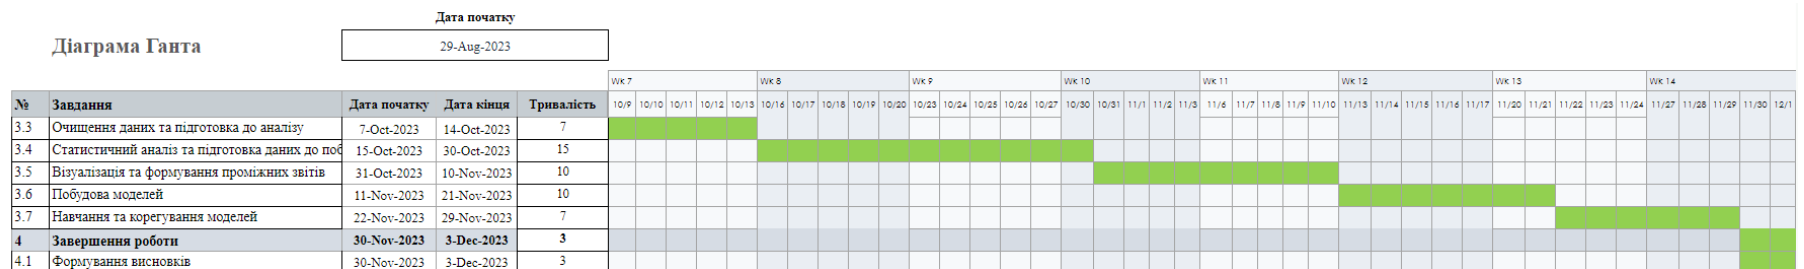 Дата початку
Діаграма Ганта 29-Aug-2023
Wk 7 Wk 8 Wk 9 Wk 10 Wk 11 Wk 12 Wk 13 Wk 14
№ Завдання Дата початку Дата кінця Тривалість 10/9 10/10 10/11 10/12 10/13 10/16 10/17 10/18 10/19 10/20 10/23 10/24 10/25 10/26 10/27 10/30 10/31 11/1 11/2 11/3 11/6 11/7 11/8 11/9 11/10 11/13 11/14 11/15 11/16 11/17 11/20 11/21 11/22 11/23 11/24 11/27 11/28 11/29 11/30 12/1
3.3 Очищення даних та підготовка до аналізу 7-Oct-2023 14-Oct-2023 7
3.4 Статистичний аналіз та підготовка даних до поб 15-Oct-2023 30-Oct-2023 15
3.5 Візуалізація та формування проміжних звітів 31-Oct-2023 10-Nov-2023 10
3.6 Побудова моделей 11-Nov-2023 21-Nov-2023 10
3.7 Навчання та корегування моделей 22-Nov-2023 29-Nov-2023 7
4 Завершення роботи 30-Nov-2023 3-Dec-2023 3
4.1 Формування висновків 30-Nov-2023 3-Dec-2023 3